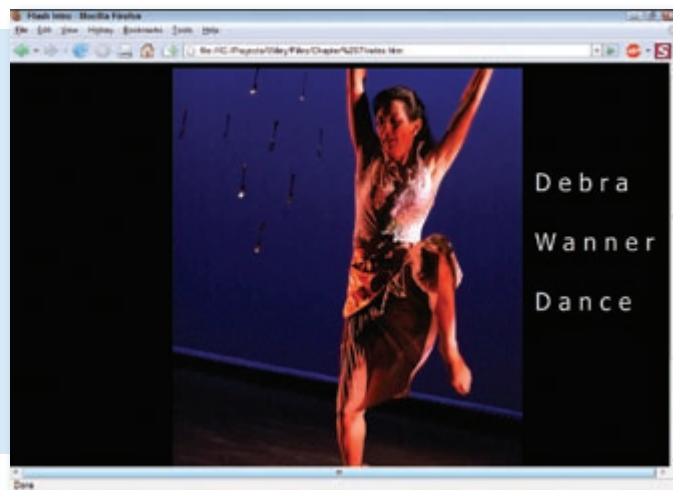 Flash Intro - Mozilla Firefox
File Edit View History Bookmarks Tools Help
Debra
Wanner
Dance
Done